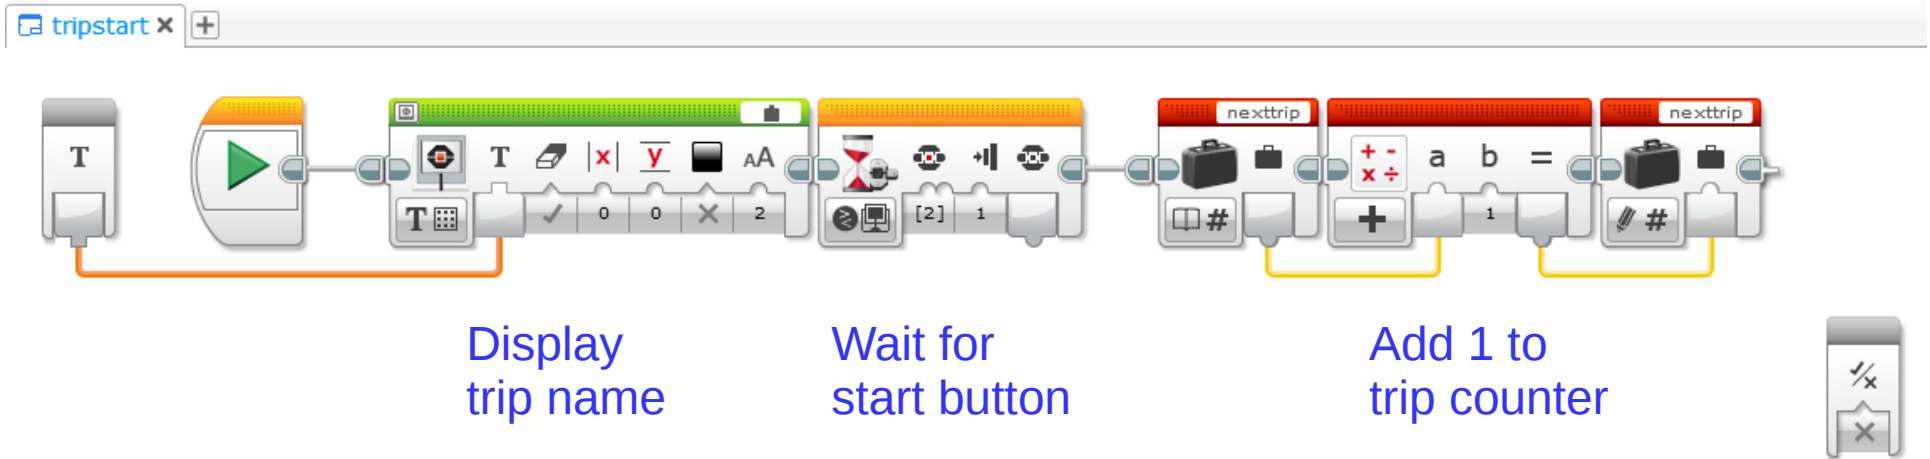 tripstart
nexttrip
nexttrip
T
T
AA
a
b
=
T
0
0
2
[2]
1
#
1
#
Display
trip name
Wait for
start button
Add 1 to
trip counter